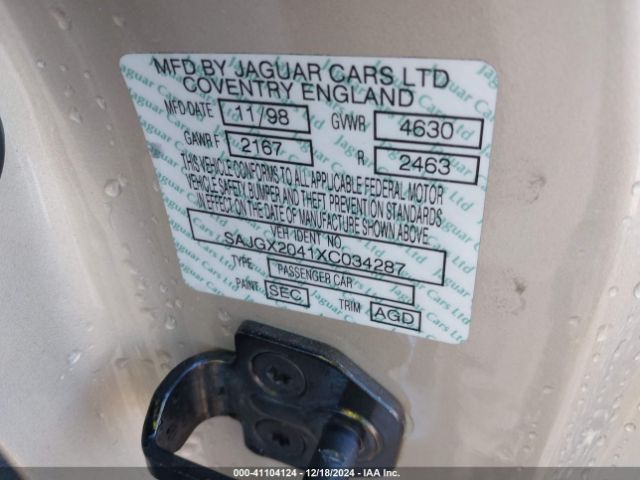 MFD BY JAGUAR CARS LTD
COVENTRY ENGLAND
MFD·DATE 11/98 GVWR 4630
GAWR F 2167 R 2463
THIS VEHICLE CONFORMS TO ALL APPLICABLE FEDERAL MOTOR
VEHICLE SAFETY BUMPER AND THEFT PREVENTION STANDARDS
IN EFFECT ON THE DATE OF MANUFACTURE SHOWN ABOVE.
VEH IDENT NO.
SAJGX2041XC034287
TYPE PASSENGER CAR
PAINT SEC TRIM AGD
000-41104124 - 12/18/2024 - IAA Inc.